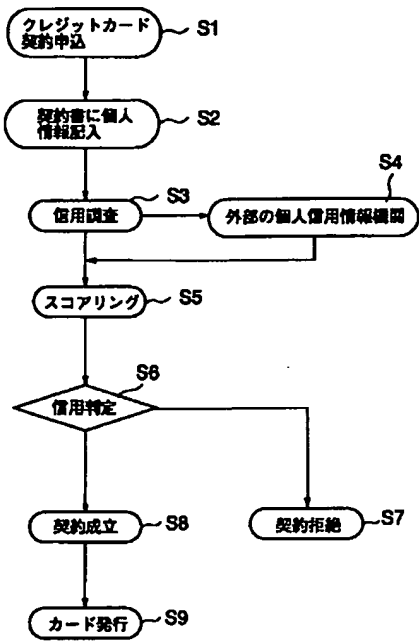 クレジットカード
契約申込
S1
契約書に個人
情報記入
S2
信用調査
S3
外部の個人信用情報機関
S4
スコアリング
S5
信用判定
S6
契約拒絶
S7
契約成立
S8
カード発行
S9